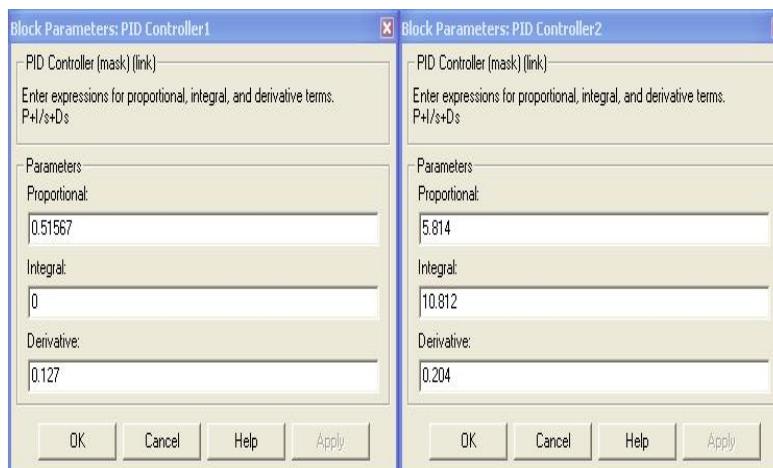 Block Parameters: PID Controller1
PID Controller (mask) (link)
Enter expressions for proportional, integral, and derivative terms.
P+I/s+Ds
Parameters
Proportional:
0.51567
Integral:
0
Derivative:
0.127
OK Cancel Help Apply
Block Parameters: PID Controller2
PID Controller (mask) (link)
Enter expressions for proportional, integral, and derivative terms.
P+I/s+Ds
Parameters
Proportional:
5.814
Integral:
10.812
Derivative:
0.204
OK Cancel Help Apply